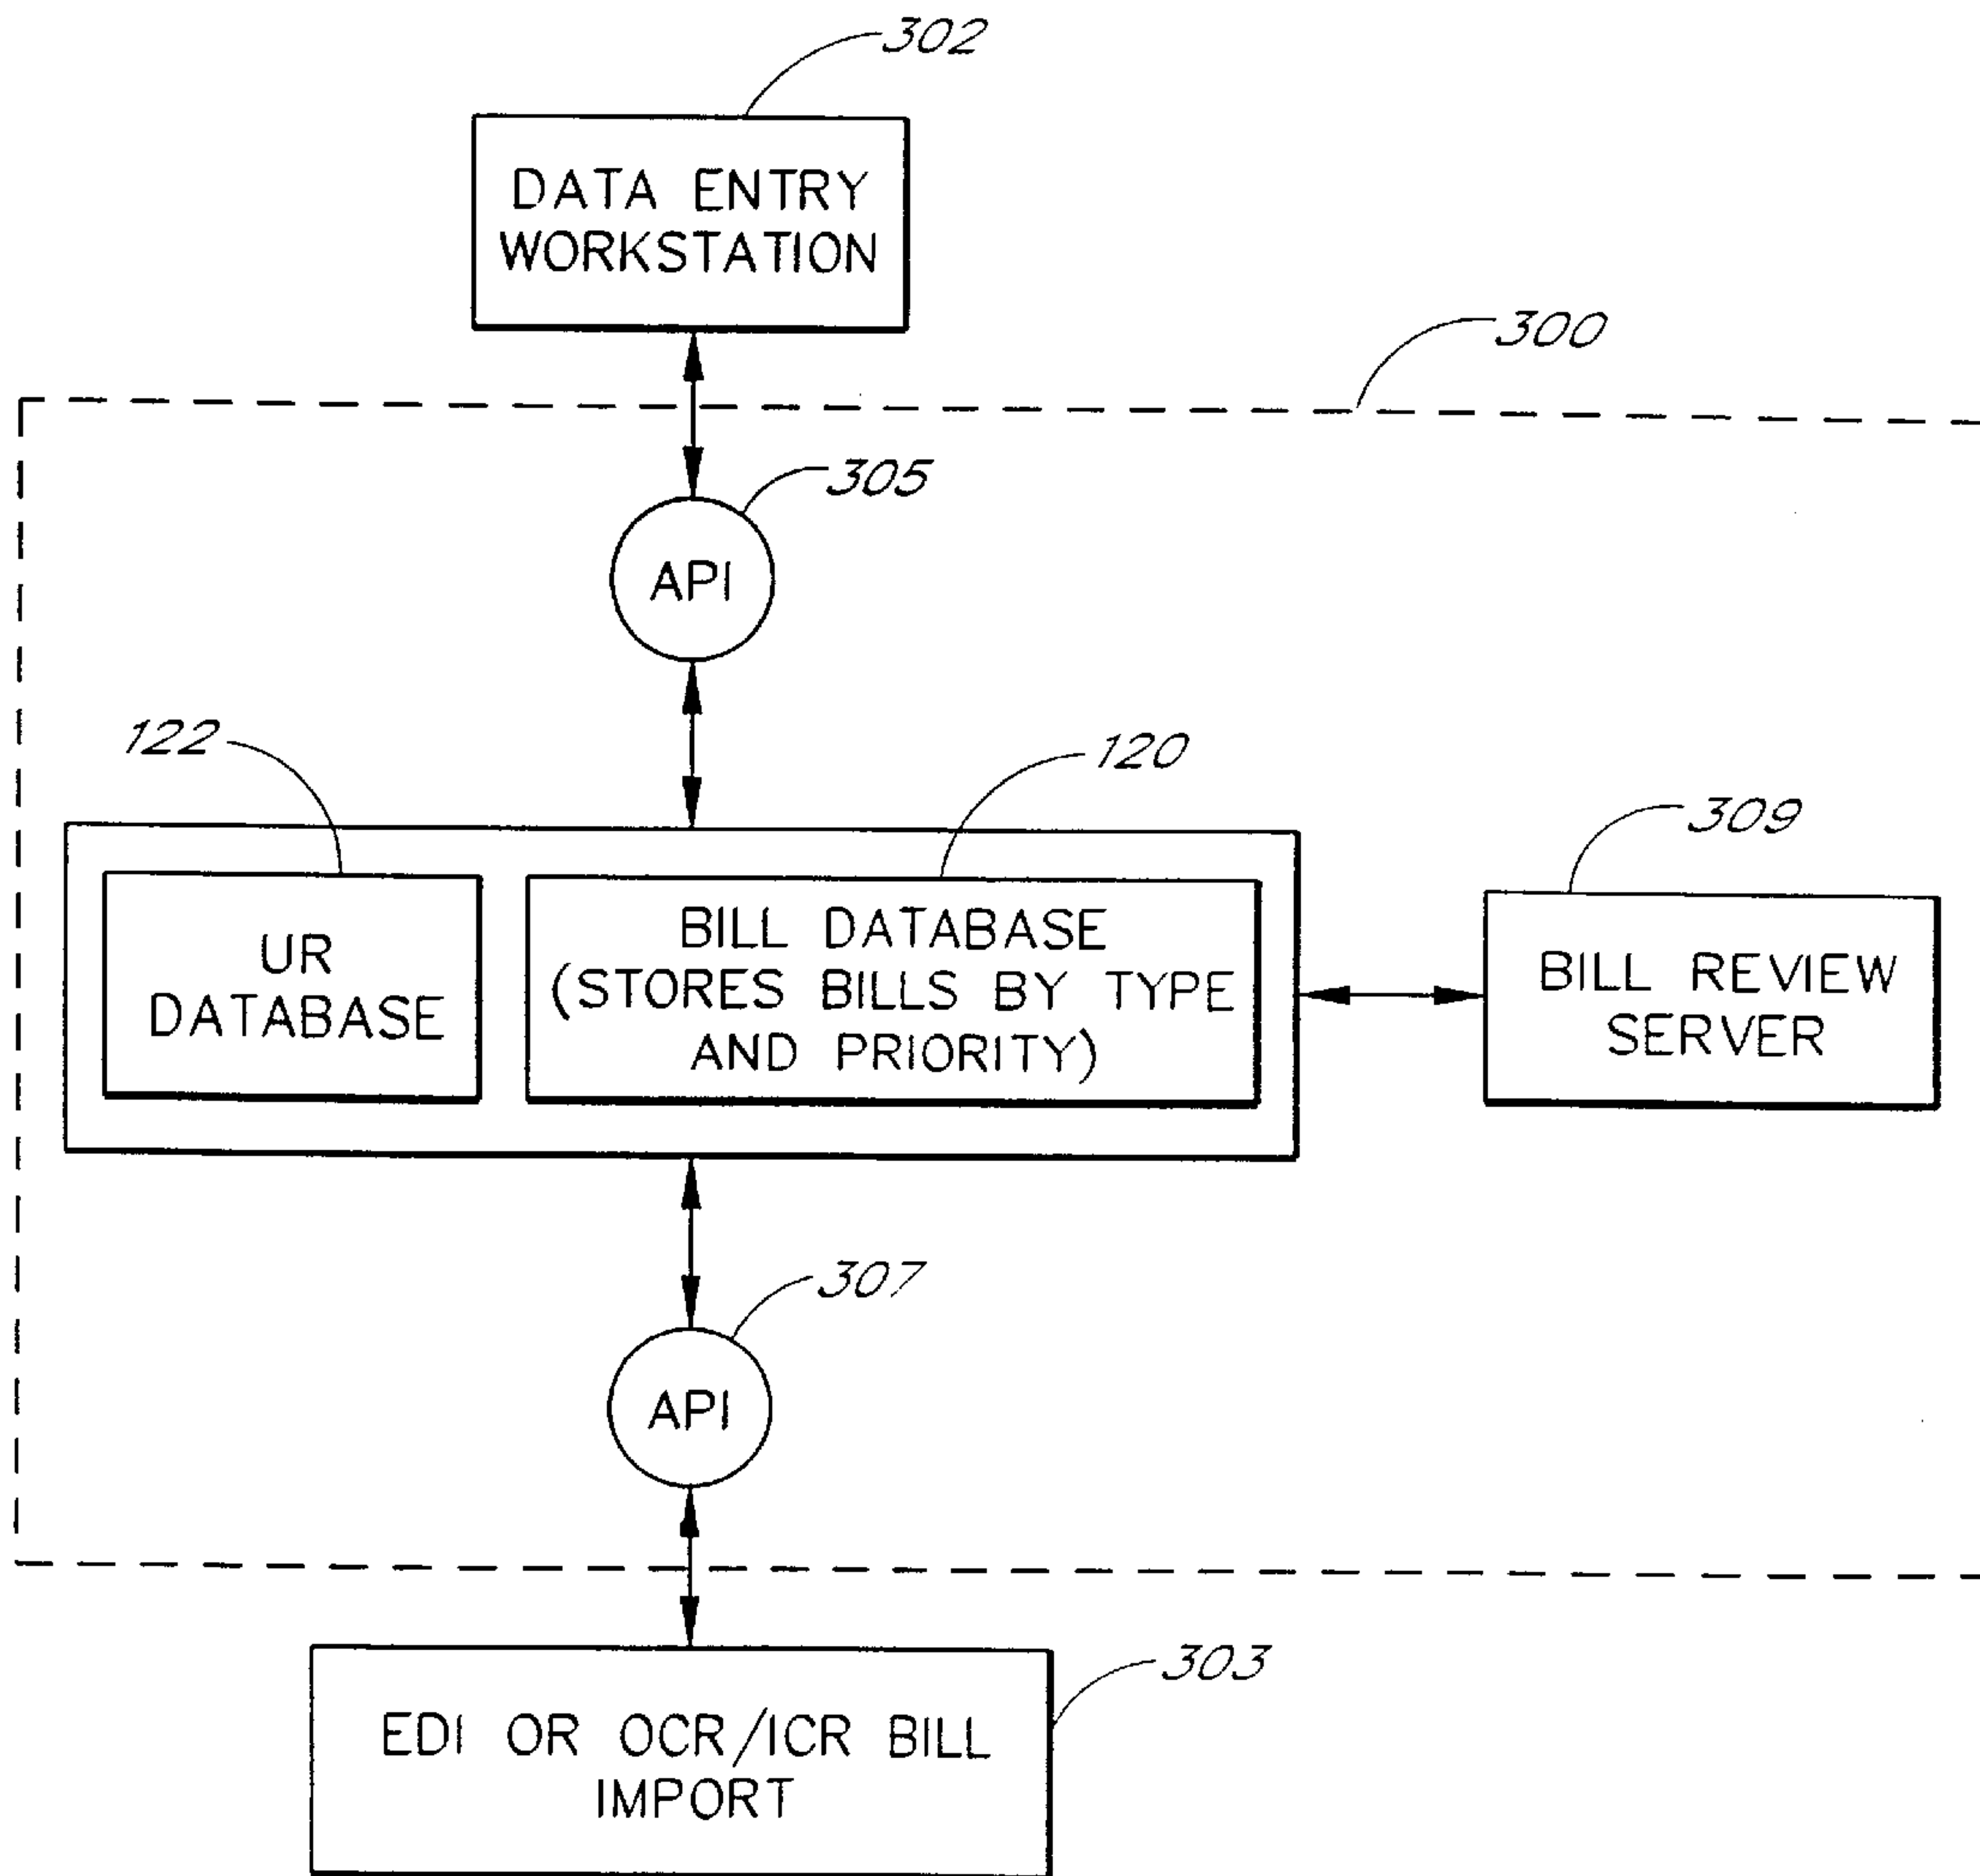 302
DATA ENTRY
WORKSTATION
300
305
API
122
120
309
UR
DATABASE
BILL DATABASE
(STORES BILLS BY TYPE
AND PRIORITY)
BILL REVIEW
SERVER
307
API
303
EDI OR OCR/ICR BILL
IMPORT